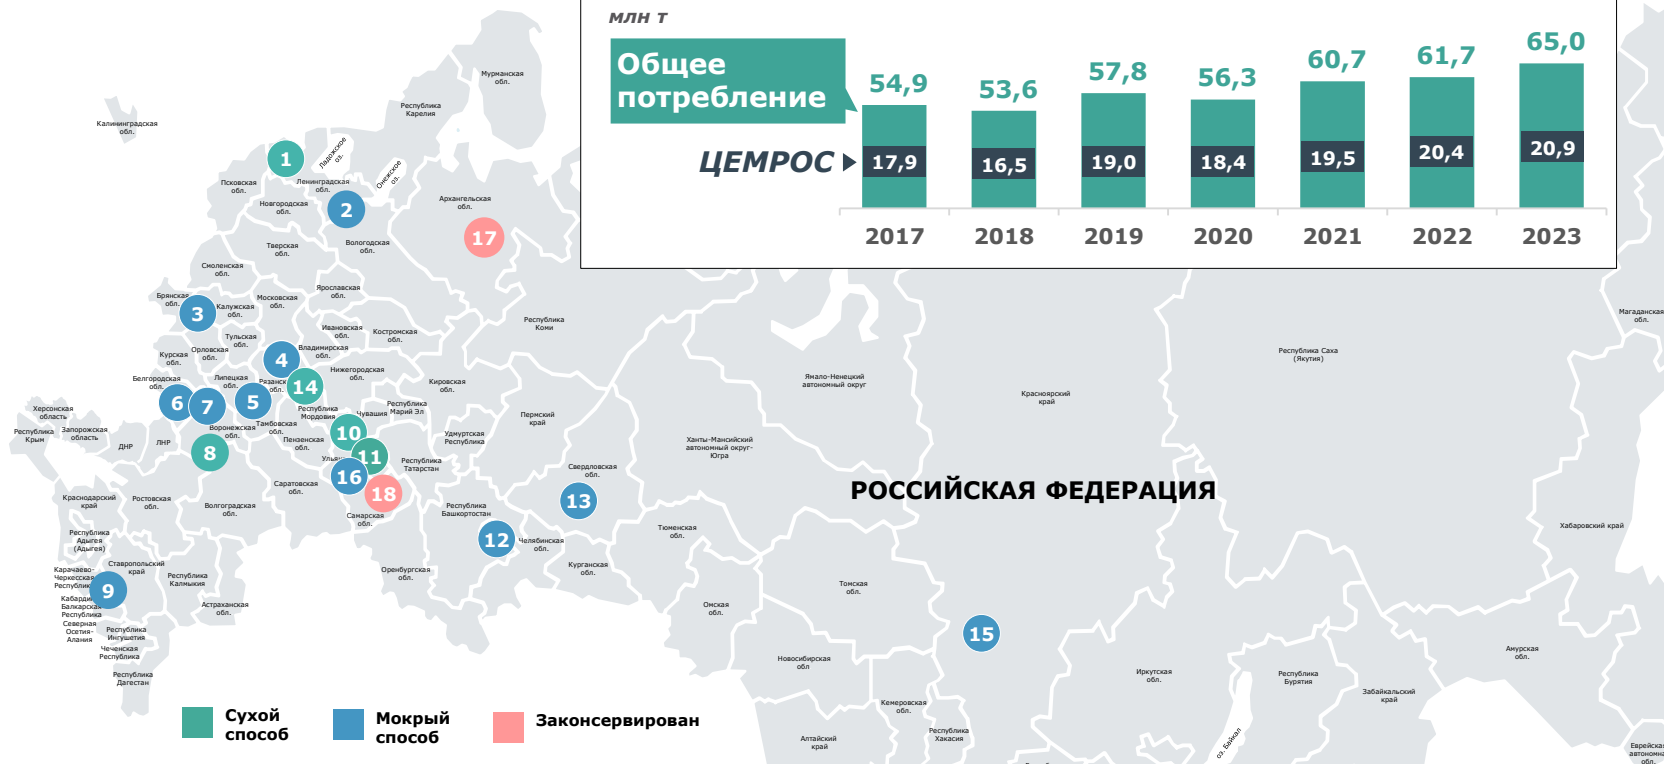 млн т
Общее
потребление
ЦЕМРОС
54,9
53,6
57,8
56,3
60,7
61,7
65,0
17,9
16,5
19,0
18,4
19,5
20,4
20,9
2017
2018
2019
2020
2021
2022
2023
Мурманская
обл.
Республика
Карелия
Калининградская
обл.
1
Ладожское
оз.
Онежское
оз.
Псковская
обл.
Ленинградская
обл.
Новгородская
обл.
2
Архангельская
обл.
17
Тверская
обл.
Вологодская
обл.
Смоленская
обл.
Брянская
обл.
3
Калужская
обл.
Московская
обл.
Ярославская
обл.
Ивановская
обл.
Костромская
обл.
Республика
Коми
Тульская
обл.
Владимирская
обл.
Курская
обл.
Орловская
обл.
4
Нижегородская
обл.
Белгородская
обл.
Липецкая
обл.
обл.
14
Кировская
обл.
6
7
5
Республика
Мордовия
Чувашия
Республика
Марий Эл
Пермский
край
Херсонская
область
Республика
Крым
Запорожская
область
ДНР
ЛНР
Воронежская
обл.
Тамбовская
обл.
Пензенская
обл.
10
Удмуртская
Республика
8
11
16
18
Республика
Татарстан
Свердловская
обл.
13
Саратовская
обл.
Самарская
обл.
Краснодарский
край
Ростовская
обл.
Волгоградская
обл.
Республика
Башкортостан
12
Челябинская
обл.
Курганская
обл.
Тюменская
обл.
Республика
Адыгея
(Адыгея)
Карачаево-
Черкесская
Ставропольский
край
Республика
Калмыкия
Оренбургская
обл.
9
Балкарская
Республика
Астраханская
обл.
Северная
Осетия-
Алания
Республика
Ингушетия
Чеченская
Республика
Республика
Дагестан
Ямало-Ненецкий
автономный округ
Ханты-Мансийский
автономный округ-
Югра
Красноярский
край
Республика Саха
(Якутия)
Магаданская
обл.
РОССИЙСКАЯ ФЕДЕРАЦИЯ
Хабаровский край
Омская
обл.
Томская
обл.
15
Новосибирская
обл
Кемеровская
обл.
Алтайский
край
Республика
Хакасия
Иркутская
обл.
оз. Байкал
Республика
Бурятия
Забайкальский
край
Амурская
обл.
Сухой
способ
Мокрый
способ
Законсервирован